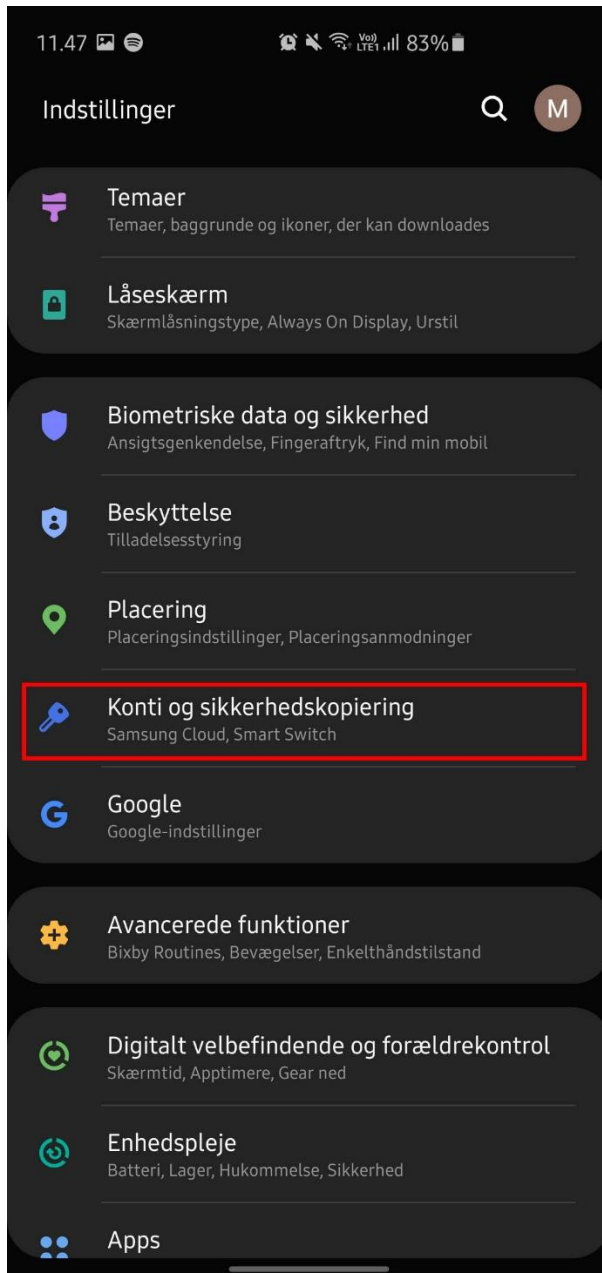 11.47 Vo)) LTE1 83%
Indstillinger M
Temaer
Temaer, baggrunde og ikoner, der kan downloades
Låseskærm
Skærmlåsningstype, Always On Display, Urstil
Biometriske data og sikkerhed
Ansigtsgenkendelse, Fingeraftryk, Find min mobil
Beskyttelse
Tilladelsesstyring
Placering
Placeringsindstillinger, Placeringsanmodninger
Konti og sikkerhedskopiering
Samsung Cloud, Smart Switch
Google
Google-indstillinger
Avancerede funktioner
Bixby Routines, Bevægelser, Enkelthåndstilstand
Digitalt velbefindende og forældrekontrol
Skærmtid, Apptimere, Gear ned
Enhedspleje
Batteri, Lager, Hukommelse, Sikkerhed
Apps